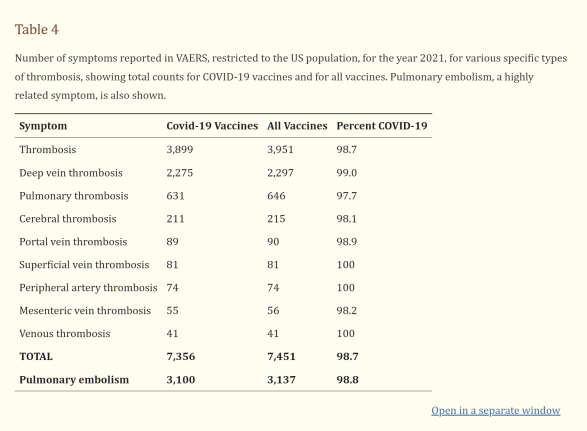 Table 4
Number of symptoms reported in VAERS, restricted to the US population, for the year 2021, for various specific types
of thrombosis, showing total counts for COVID-19 vaccines and for all vaccines. Pulmonary embolism, a highly
related symptom, is also shown.
Symptom Covid-19 Vaccines All Vaccines Percent COVID-19
Thrombosis 3,899 3,951 98.7
Deep vein thrombosis 2,275 2,297 99.0
Pulmonary thrombosis 631 646 97.7
Cerebral thrombosis 211 215 98.1
Portal vein thrombosis 89 90 98.9
Superficial vein thrombosis 81 81 100
Peripheral artery thrombosis 74 74 100
Mesenteric vein thrombosis 55 56 98.2
Venous thrombosis 41 41 100
TOTAL 7,356 7,451 98.7
Pulmonary embolism 3,100 3,137 98.8
Open in a separate window